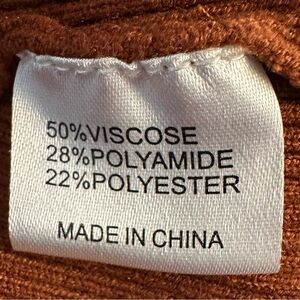 50%VISCOSE
28%POLYAMIDE
22%POLYESTER
MADE IN CHINA